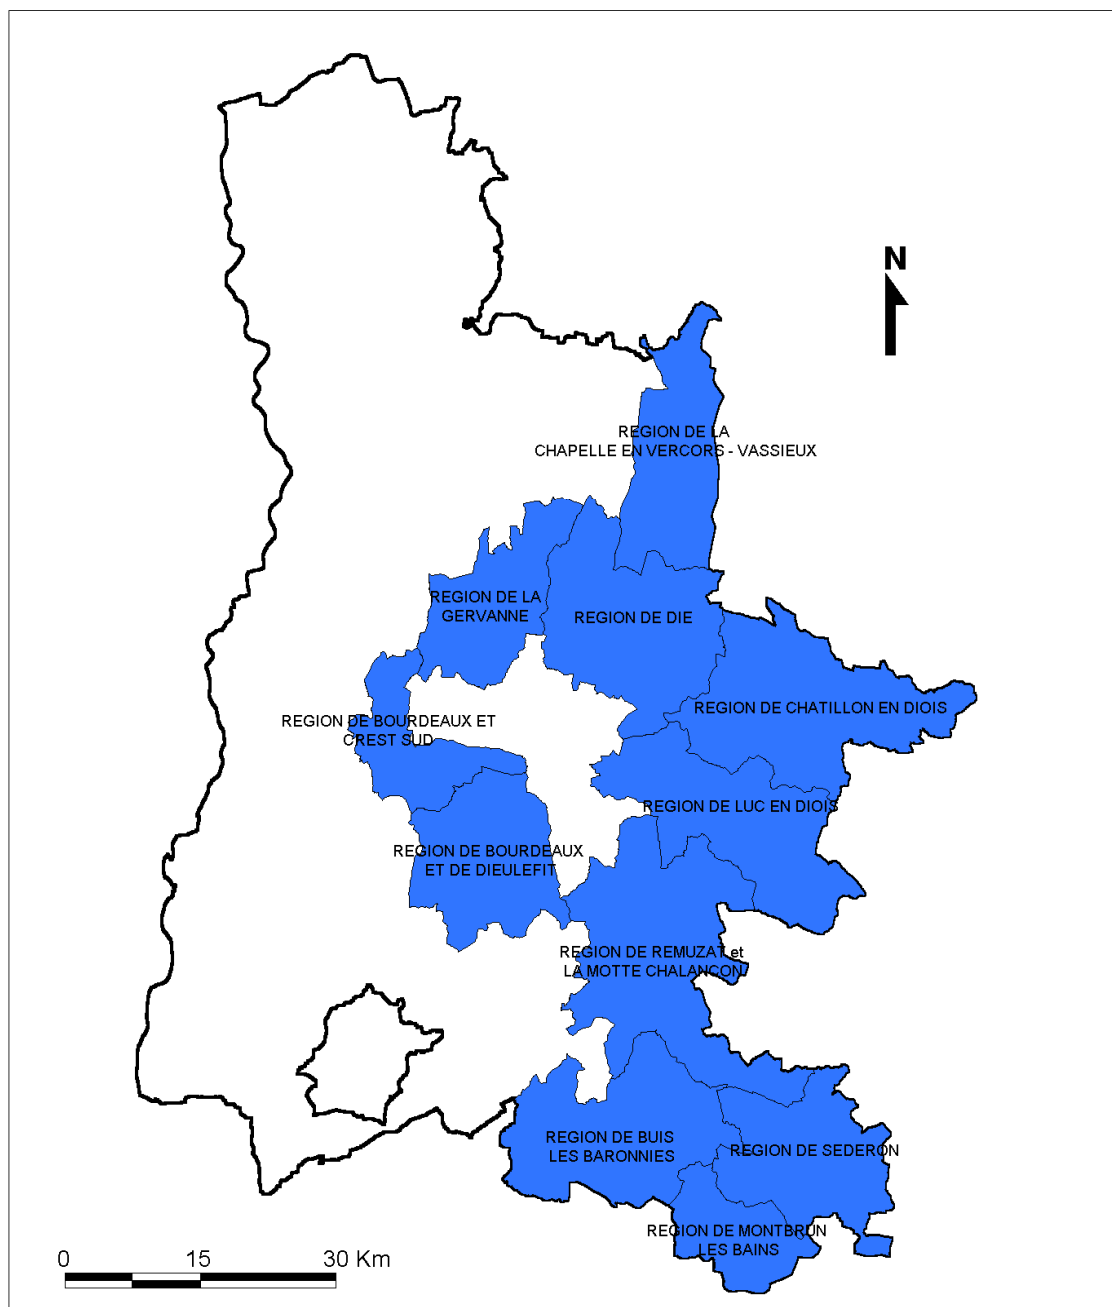 N
REGION DE LA
CHAPELLE EN VERCORS - VASSIEUX
REGION DE LA
GERVANNE
REGION DE DIE
REGION DE CHATILLON EN DIOIS
REGION DE BOURDEAUX ET
CREST SUD
REGION DE LUC EN DIOIS
REGION DE BOURDEAUX
ET DE DIEULEFIT
REGION DE REMUZAT et
LA MOTTE CHALANCON
REGION DE BUIS
LES BARONNIES
REGION DE SEDERON
REGION DE MONTBRUN
LES BAINS
0 15 30 Km